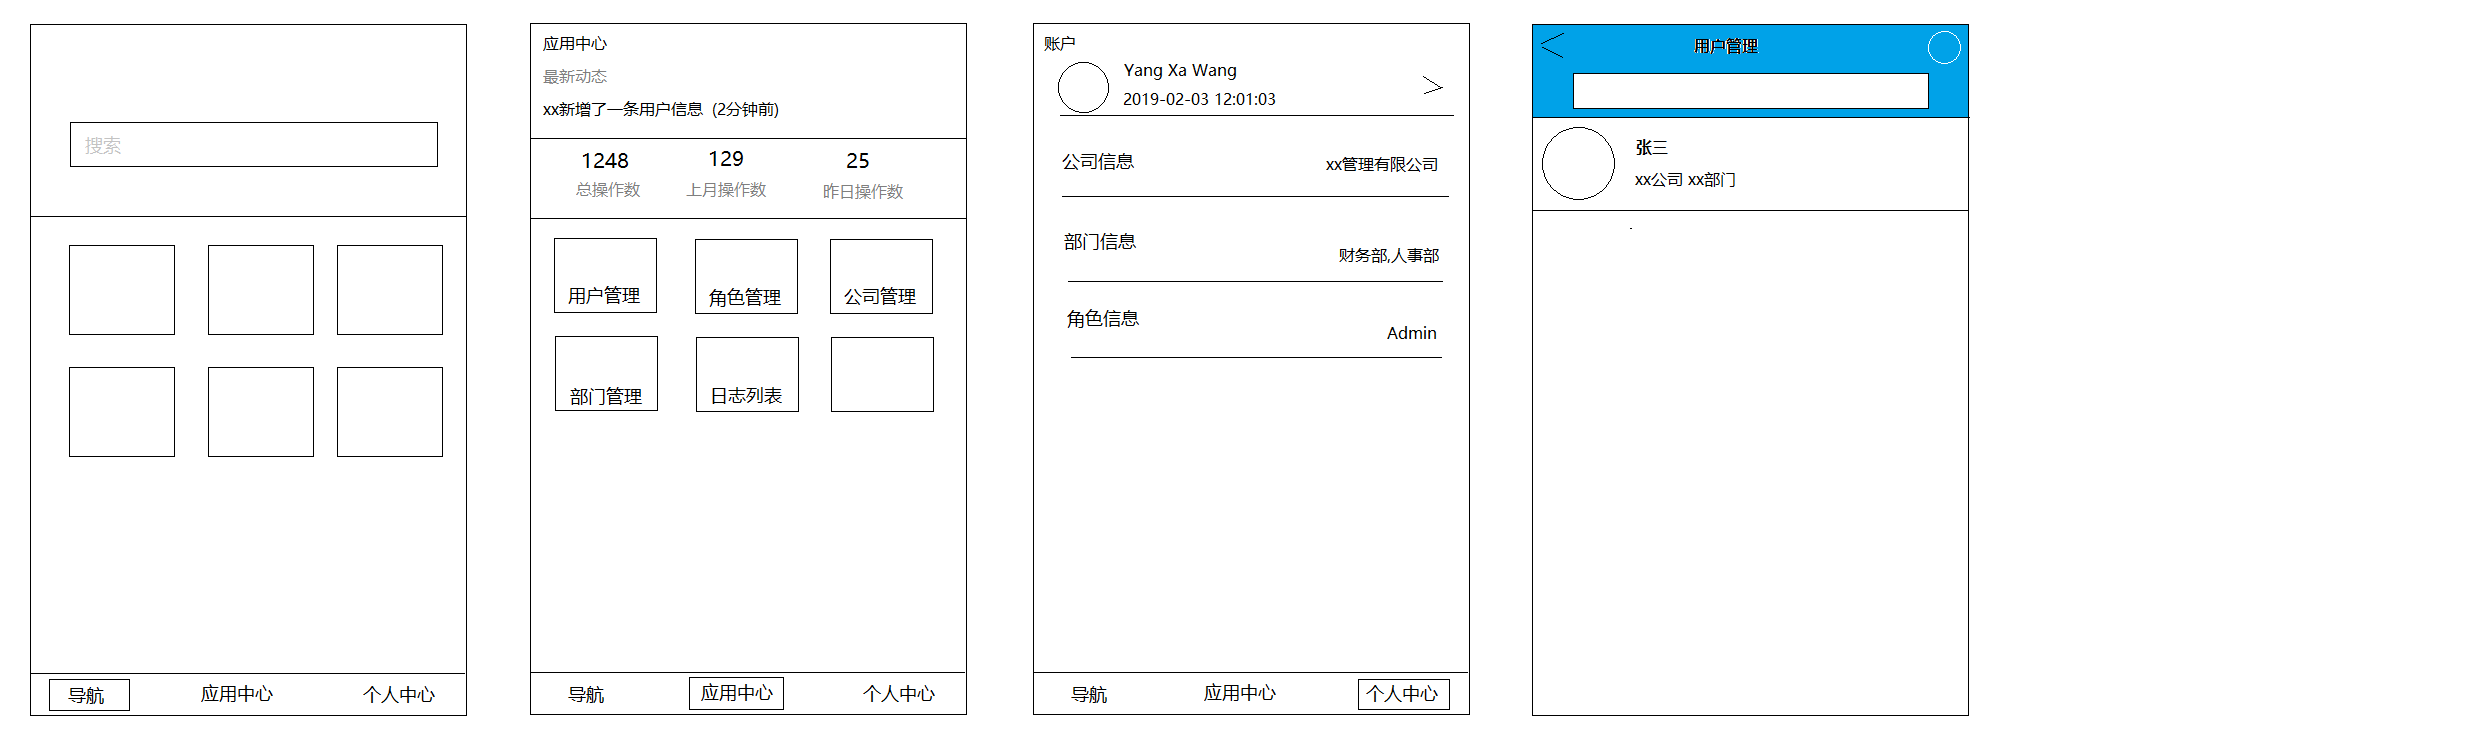 搜索
导航
应用中心
个人中心
应用中心
最新动态
xx新增了一条用户信息 (2分钟前)
1248 129 25
总操作数 上月操作数 昨日操作数
用户管理 角色管理 公司管理
部门管理 日志列表
导航
应用中心
个人中心
账户
Yang Xa Wang
2019-02-03 12:01:03
公司信息 xx管理有限公司
部门信息 财务部,人事部
角色信息 Admin
导航
应用中心
个人中心
用户管理
张三
xx公司 xx部门